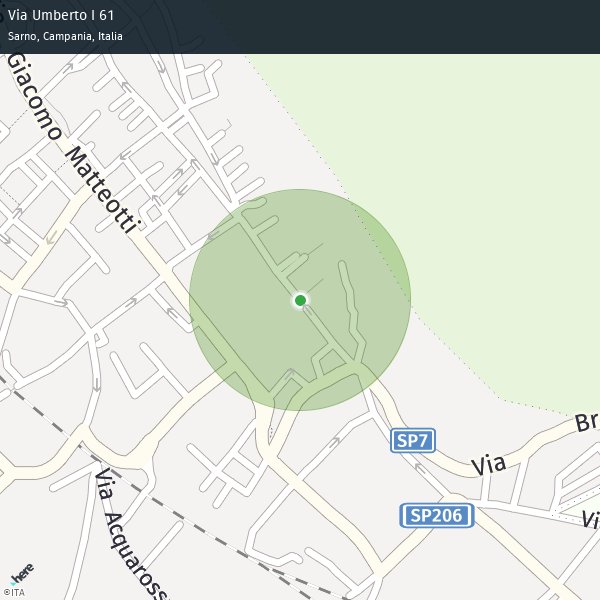 Via Umberto I 61
Sarno, Campania, Italia
Giacomo Matteotti
SP7
Via
Br
SP206
Vi
Via Acquaross
here
©ITA